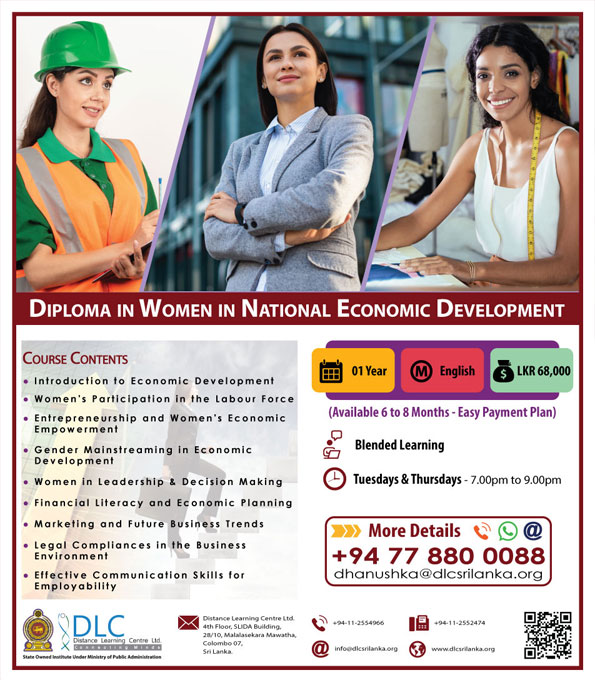 DIPLOMA IN WOMEN IN NATIONAL ECONOMIC DEVELOPMENT
COURSE CONTENTS
• Introduction to Economic Development
• Women's Participation in the Labour Force
• Entrepreneurship and Women's Economic
Empowerment
• Gender Mainstreaming in Economic
Development
• Women in Leadership & Decision Making
• Financial Literacy and Economic Planning
• Marketing and Future Business Trends
• Legal Compliances in the Business
Environment
• Effective Communication Skills for
Employability
01 Year
M English
$ LKR 68,000
(Available 6 to 8 Months - Easy Payment Plan)
Blended Learning
Tuesdays & Thursdays - 7.00pm to 9.00pm
More Details @
+94 77 880 0088
dhanushka@dlcsrilanka.org
DLC
Distance Learning Centre Ltd.
Connecting Minds
State Owned Institute Under Ministry of Public Administration
Distance Learning Centre Ltd.
4th Floor, SLIDA Building,
28/10, Malalasekara Mawatha,
Colombo 07,
Sri Lanka.
+94-11-2554966
+94-11-2552474
@ info@dlcsrilanka.org
www.dlcsrilanka.org